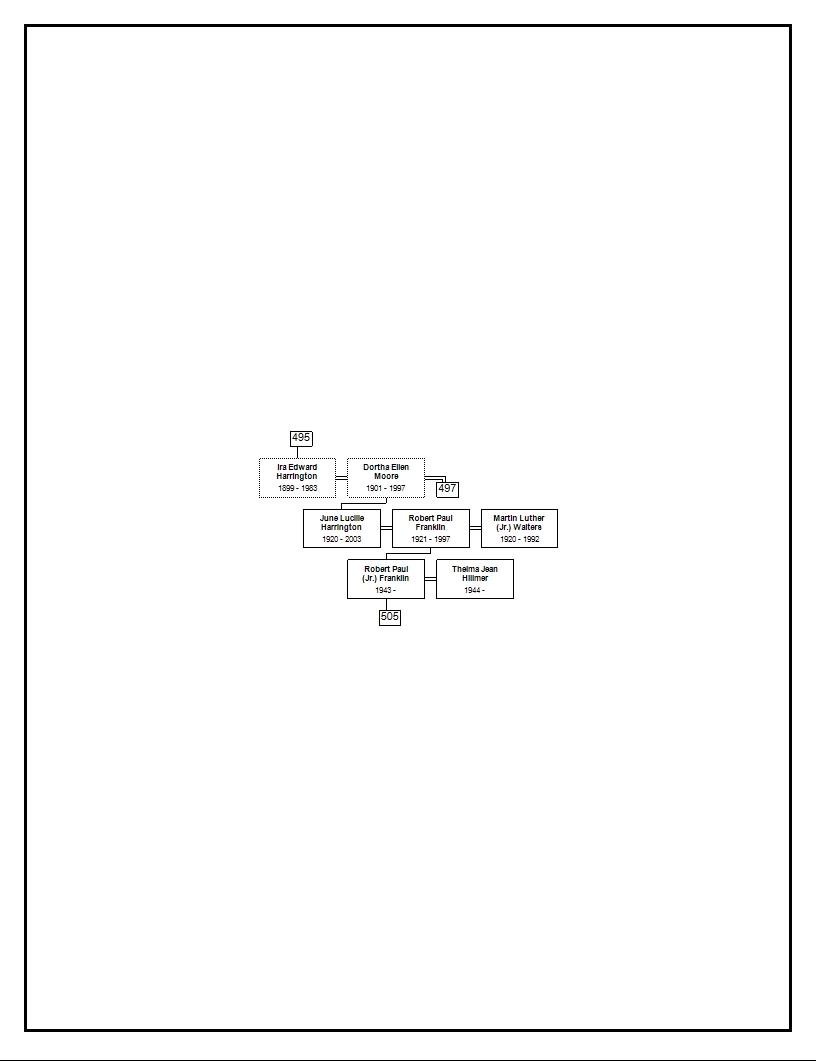 495
Ira Edward
Harrington
1899 - 1983
Dortha Ellen
Moore
1901 - 1997
497
June Lucille
Harrington
1920 - 2003
Robert Paul
Franklin
1921 - 1997
Martin Luther
(Jr.) Walters
1920 - 1992
Robert Paul
(Jr.) Franklin
1943 -
Thelma Jean
Hillmer
1944 -
505